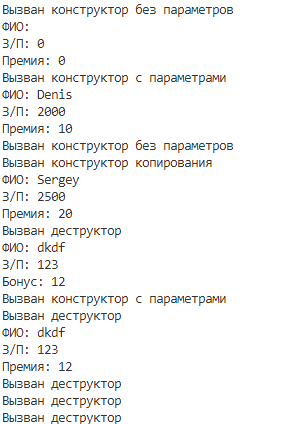 Вызван конструктор без параметров
ФИО:
З/П: 0
Премия: 0
Вызван конструктор с параметрами
ФИО: Denis
З/П: 2000
Премия: 10
Вызван конструктор без параметров
Вызван конструктор копирования
ФИО: Sergey
З/П: 2500
Премия: 20
Вызван деструктор
ФИО: dkdf
З/П: 123
Бонус: 12
Вызван конструктор с параметрами
Вызван деструктор
ФИО: dkdf
З/П: 123
Премия: 12
Вызван деструктор
Вызван деструктор
Вызван деструктор